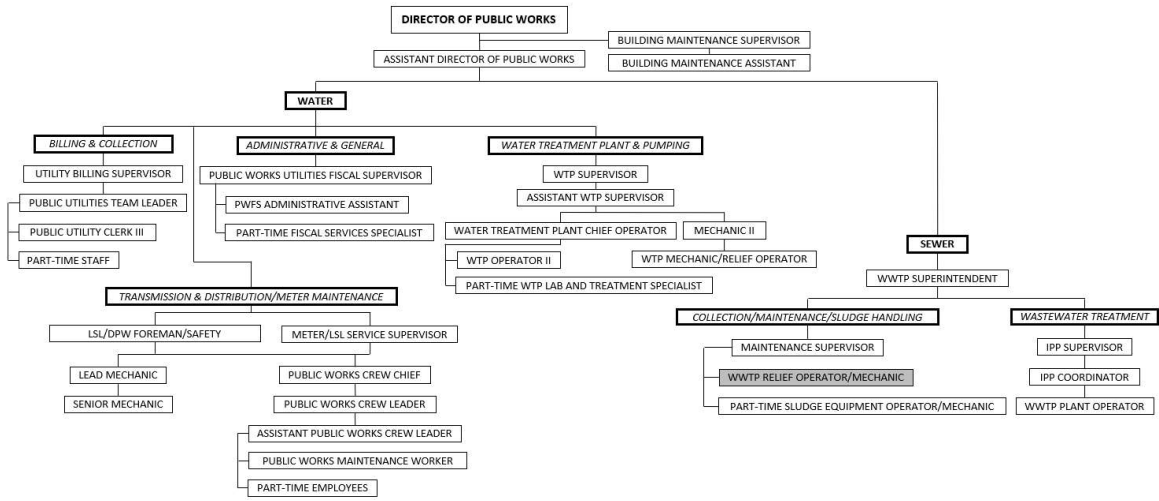 DIRECTOR OF PUBLIC WORKS
BUILDING MAINTENANCE SUPERVISOR
ASSISTANT DIRECTOR OF PUBLIC WORKS
BUILDING MAINTENANCE ASSISTANT
WATER
BILLING & COLLECTION
ADMINISTRATIVE & GENERAL
WATER TREATMENT PLANT & PUMPING
UTILITY BILLING SUPERVISOR
PUBLIC WORKS UTILITIES FISCAL SUPERVISOR
WTP SUPERVISOR
PUBLIC UTILITIES TEAM LEADER
PWFS ADMINISTRATIVE ASSISTANT
ASSISTANT WTP SUPERVISOR
PUBLIC UTILITY CLERK III
PART-TIME FISCAL SERVICES SPECIALIST
WATER TREATMENT PLANT CHIEF OPERATOR
MECHANIC II
PART-TIME STAFF
WTP OPERATOR II
WTP MECHANIC/RELIEF OPERATOR
PART-TIME WTP LAB AND TREATMENT SPECIALIST
SEWER
WWTP SUPERINTENDENT
TRANSMISSION & DISTRIBUTION/METER MAINTENANCE
COLLECTION/MAINTENANCE/SLUDGE HANDLING
WASTEWATER TREATMENT
LSL/DPW FOREMAN/SAFETY
METER/LSL SERVICE SUPERVISOR
MAINTENANCE SUPERVISOR
IPP SUPERVISOR
LEAD MECHANIC
PUBLIC WORKS CREW CHIEF
WWTP RELIEF OPERATOR/MECHANIC
IPP COORDINATOR
SENIOR MECHANIC
PUBLIC WORKS CREW LEADER
PART-TIME SLUDGE EQUIPMENT OPERATOR/MECHANIC
WWTP PLANT OPERATOR
ASSISTANT PUBLIC WORKS CREW LEADER
PUBLIC WORKS MAINTENANCE WORKER
PART-TIME EMPLOYEES